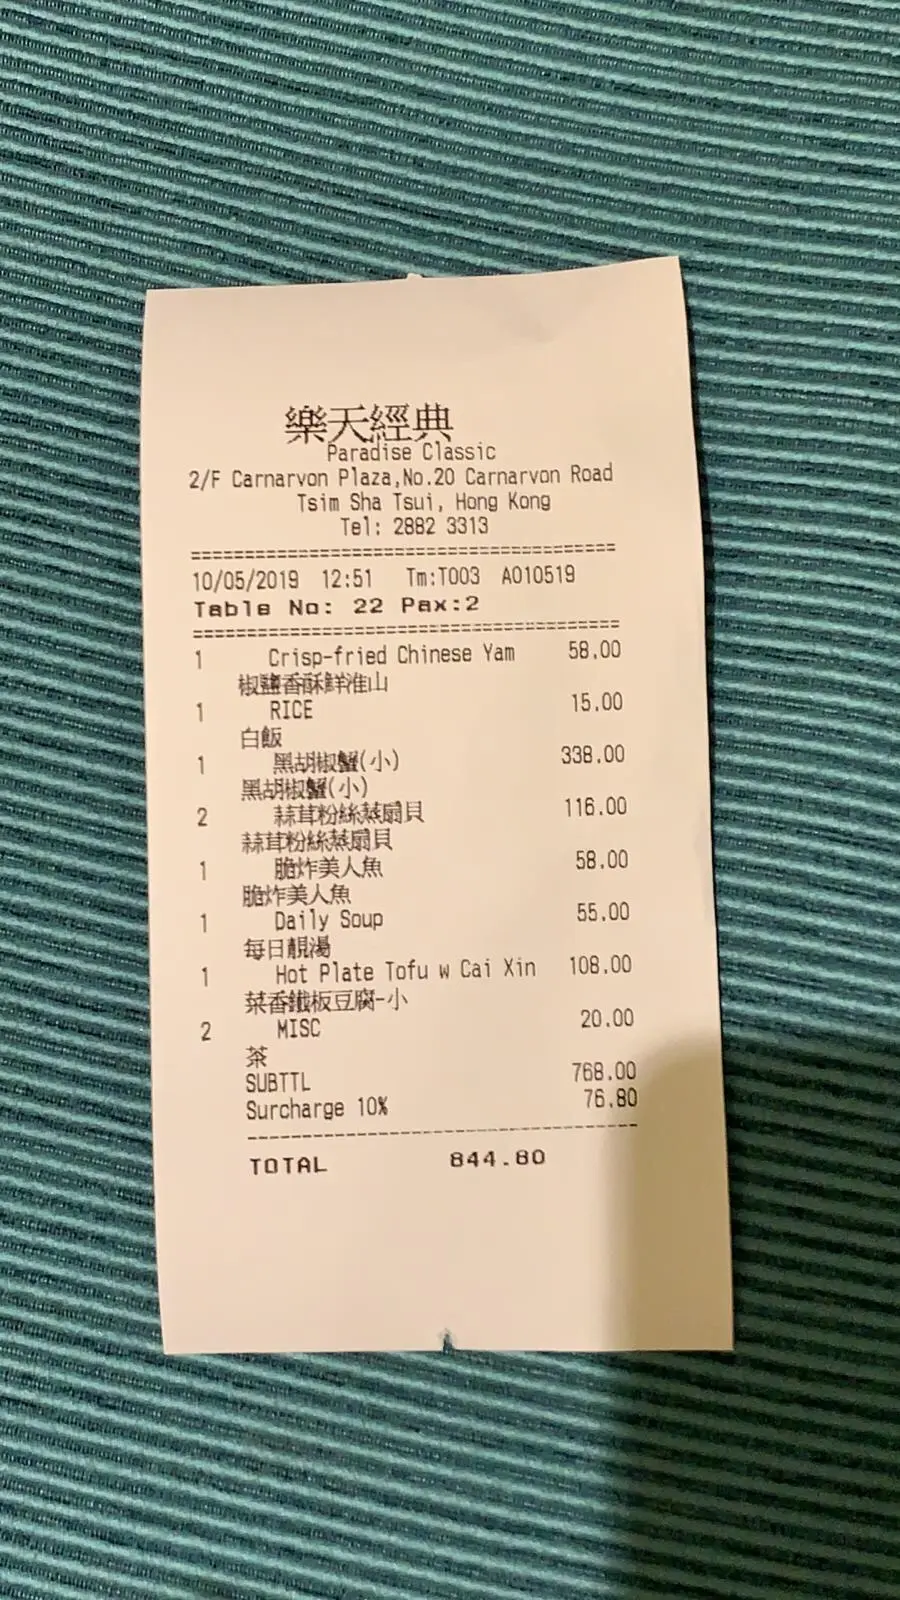 樂天經典
Paradise Classic
2/F Carnarvon Plaza,No.20 Carnarvon Road
Tsim Sha Tsui, Hong Kong
Tel: 2882 3313
========================================
10/05/2019 12:51 Tm:T003 A010519
Table No: 22 Pax:2
========================================
1 Crisp-fried Chinese Yam 58.00
椒鹽香酥鮮淮山
1 RICE 15.00
白飯
1 黑胡椒蟹(小) 338.00
黑胡椒蟹(小)
2 蒜茸粉絲蒸扇貝 116.00
蒜茸粉絲蒸扇貝
1 脆炸美人魚 58.00
脆炸美人魚
1 Daily Soup 55.00
每日靚湯
1 Hot Plate Tofu w Cai Xin 108.00
菜香鐵板豆腐-小
2 MISC 20.00
茶
SUBTTL 768.00
Surcharge 10% 76.80
----------------------------------------
TOTAL 844.80